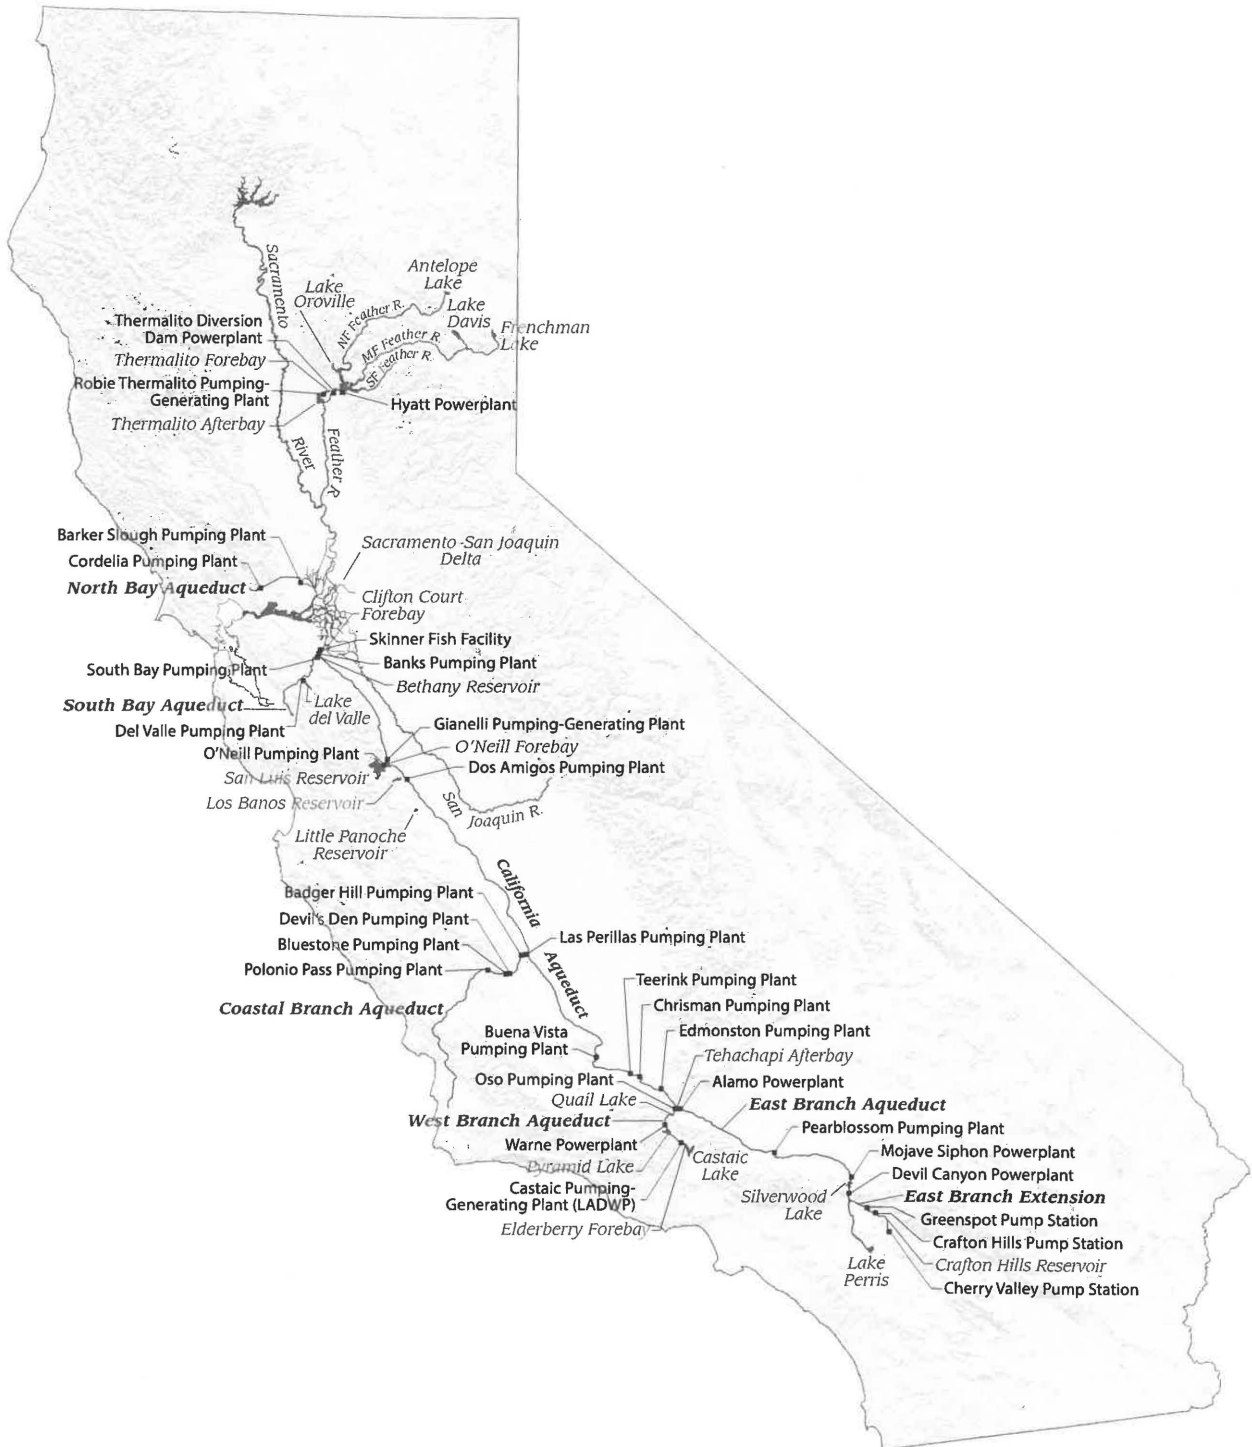 Sacramento
Antelope
Lake
Lake
Oroville
NF Feather R.
Lake
Davis
Frenchman
Lake
Thermalito Diversion
Dam Powerplant
MF Feather R.
Thermalito Forebay
SF Feather R.
Robie Thermalito Pumping-
Generating Plant
Hyatt Powerplant
Thermalito Afterbay
River
Feather R.
Barker Slough Pumping Plant
Sacramento-San Joaquin
Delta
Cordelia Pumping Plant
North Bay Aqueduct
Clifton Court
Forebay
Skinner Fish Facility
South Bay Pumping Plant
Banks Pumping Plant
Bethany Reservoir
South Bay Aqueduct
Lake
del Valle
Del Valle Pumping Plant
Gianelli Pumping-Generating Plant
O'Neill Pumping Plant
O'Neill Forebay
San Luis Reservoir
Dos Amigos Pumping Plant
Los Banos Reservoir
San
Joaquin R.
Little Panoche
Reservoir
California
Badger Hill Pumping Plant
Devil's Den Pumping Plant
Las Perillas Pumping Plant
Bluestone Pumping Plant
Polonio Pass Pumping Plant
Aqueduct
Teerink Pumping Plant
Coastal Branch Aqueduct
Chrisman Pumping Plant
Buena Vista
Pumping Plant
Edmonston Pumping Plant
Tehachapi Afterbay
Oso Pumping Plant
Alamo Powerplant
Quail Lake
East Branch Aqueduct
West Branch Aqueduct
Pearblossom Pumping Plant
Warne Powerplant
Mojave Siphon Powerplant
Pyramid Lake
Castaic
Lake
Devil Canyon Powerplant
Castaic Pumping-
Generating Plant (LADWP)
Silverwood
Lake
East Branch Extension
Greenspot Pump Station
Elderberry Forebay
Crafton Hills Pump Station
Lake
Perris
Crafton Hills Reservoir
Cherry Valley Pump Station